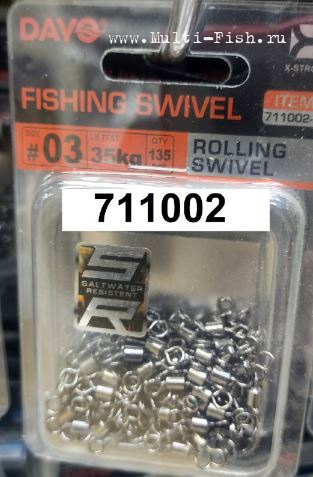 DAYO
www.Multi-Fish.ru
X-STRO
FISHING SWIVEL
ITEM
711002-
SIZE
LB TEST
QTY
#03
35kg
135
ROLLING
SWIVEL
711002
SR
SALTWATER
RESISTENT